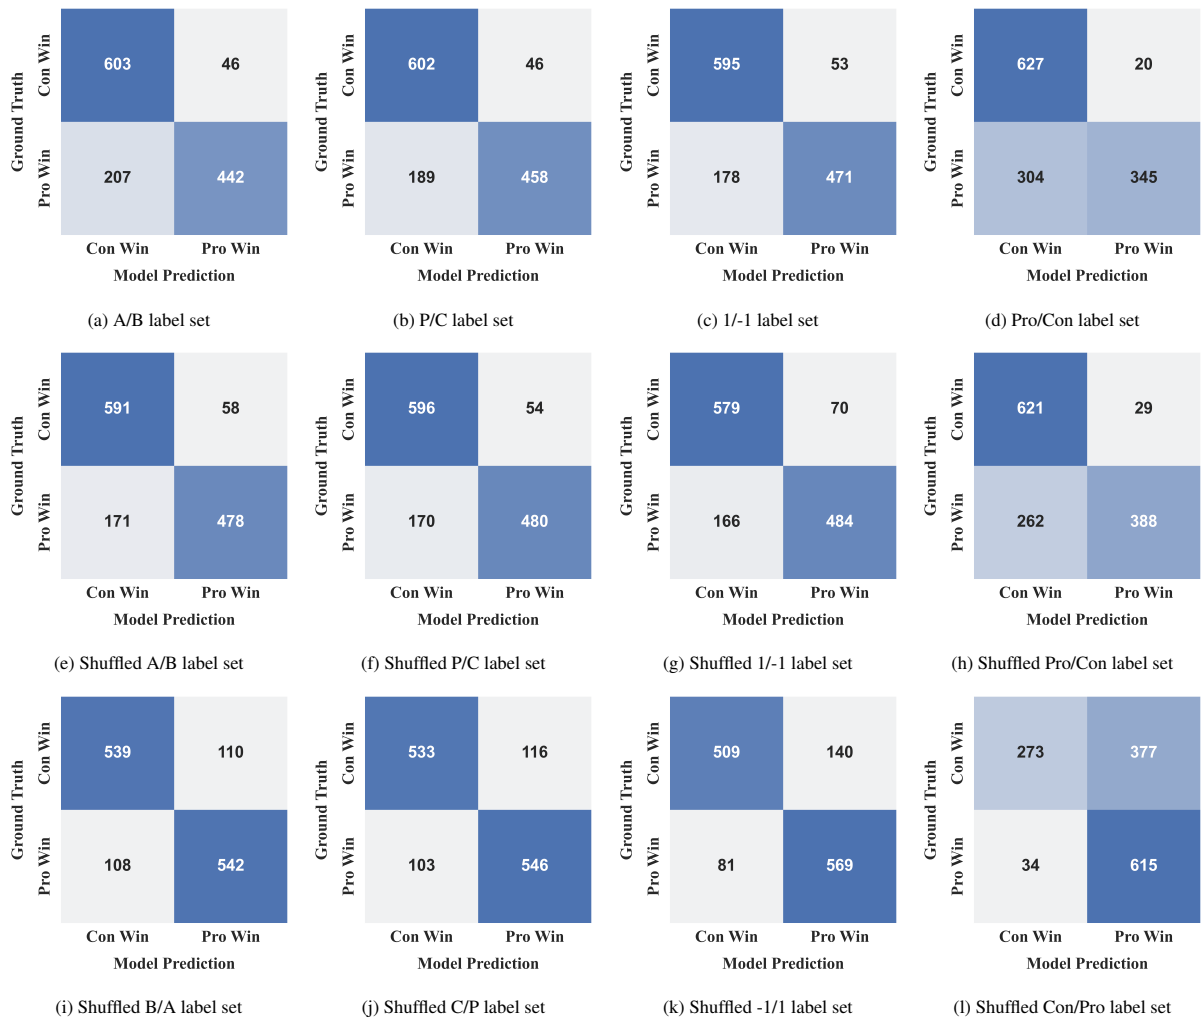 Ground Truth
Con Win
Pro Win
603 46
207 442
Con Win Pro Win
Model Prediction
(a) A/B label set
Ground Truth
Con Win
Pro Win
602 46
189 458
Con Win Pro Win
Model Prediction
(b) P/C label set
Ground Truth
Con Win
Pro Win
595 53
178 471
Con Win Pro Win
Model Prediction
(c) 1/-1 label set
Ground Truth
Con Win
Pro Win
627 20
304 345
Con Win Pro Win
Model Prediction
(d) Pro/Con label set
Ground Truth
Con Win
Pro Win
591 58
171 478
Con Win Pro Win
Model Prediction
(e) Shuffled A/B label set
Ground Truth
Con Win
Pro Win
596 54
170 480
Con Win Pro Win
Model Prediction
(f) Shuffled P/C label set
Ground Truth
Con Win
Pro Win
579 70
166 484
Con Win Pro Win
Model Prediction
(g) Shuffled 1/-1 label set
Ground Truth
Con Win
Pro Win
621 29
262 388
Con Win Pro Win
Model Prediction
(h) Shuffled Pro/Con label set
Ground Truth
Con Win
Pro Win
539 110
108 542
Con Win Pro Win
Model Prediction
(i) Shuffled B/A label set
Ground Truth
Con Win
Pro Win
533 116
103 546
Con Win Pro Win
Model Prediction
(j) Shuffled C/P label set
Ground Truth
Con Win
Pro Win
509 140
81 569
Con Win Pro Win
Model Prediction
(k) Shuffled -1/1 label set
Ground Truth
Con Win
Pro Win
273 377
34 615
Con Win Pro Win
Model Prediction
(l) Shuffled Con/Pro label set